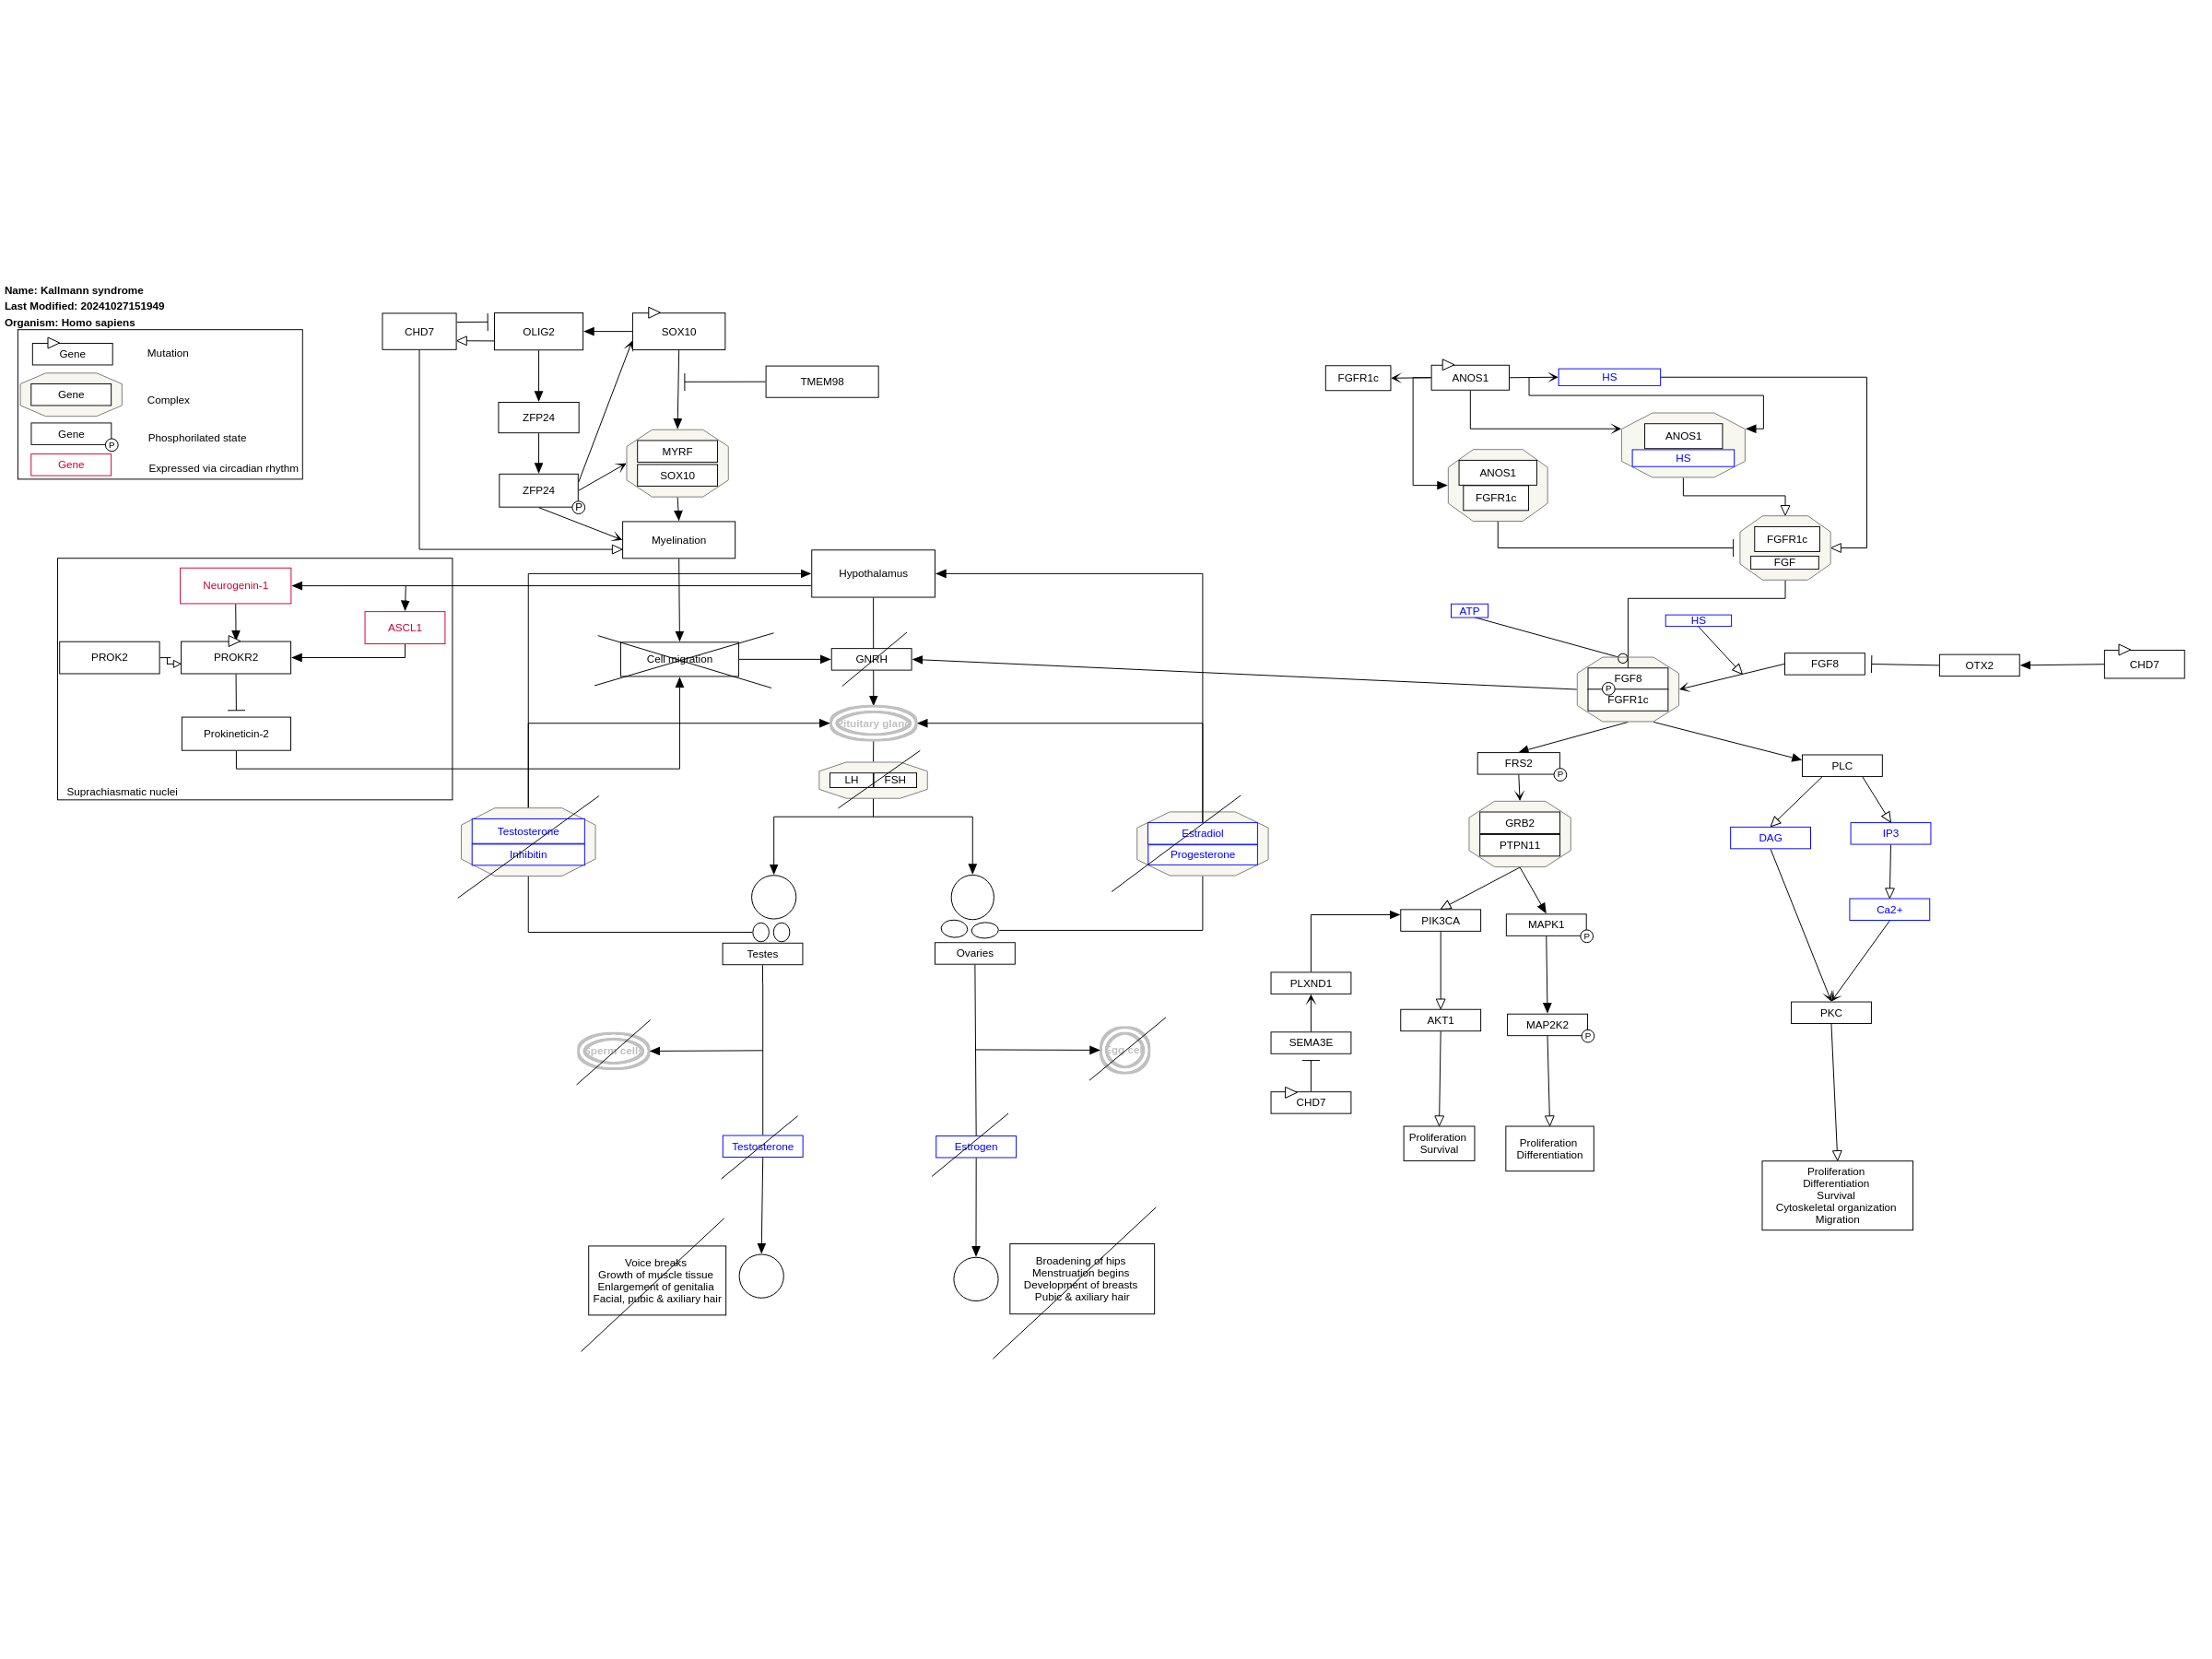 Name: Kallmann syndrome
Last Modified: 20241027151949
Organism: Homo sapiens
Gene
Mutation
Gene
Complex
Gene
P
Phosphorilated state
Gene
Expressed via circadian rhythm
CHD7
OLIG2
SOX10
TMEM98
ZFP24
MYRF
SOX10
ZFP24
P
Myelination
Neurogenin-1
ASCL1
PROK2
PROKR2
Prokineticin-2
Suprachiasmatic nuclei
Hypothalamus
Cell migration
GNRH
Pituitary gland
LH
FSH
Testosterone
Inhibitin
Estradiol
Progesterone
Testes
Ovaries
Sperm cells
Egg cell
Testosterone
Estrogen
Voice breaks
Growth of muscle tissue
Enlargement of genitalia
Facial, pubic & axiliary hair
Broadening of hips
Menstruation begins
Development of breasts
Pubic & axiliary hair
FGFR1c
ANOS1
HS
ANOS1
HS
ANOS1
FGFR1c
FGFR1c
FGF
ATP
HS
FGF8
P
FGFR1c
FGF8
OTX2
CHD7
FRS2
P
PLC
GRB2
PTPN11
DAG
IP3
Ca2+
PIK3CA
MAPK1
P
PLXND1
AKT1
MAP2K2
P
PKC
SEMA3E
CHD7
Proliferation
Survival
Proliferation
Differentiation
Proliferation
Differentiation
Survival
Cytoskeletal organization
Migration